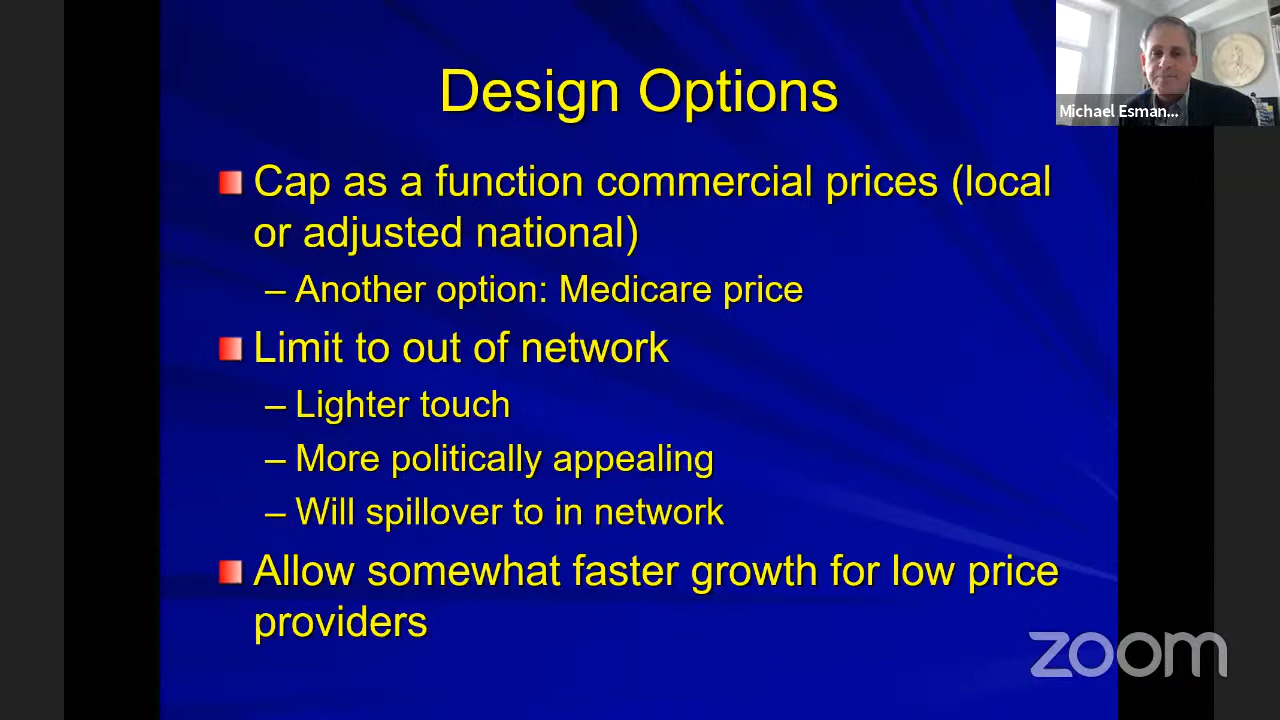 Design Options
Michael Esman...
Cap as a function commercial prices (local
or adjusted national)
– Another option: Medicare price
Limit to out of network
– Lighter touch
– More politically appealing
– Will spillover to in network
Allow somewhat faster growth for low price
providers
zoom